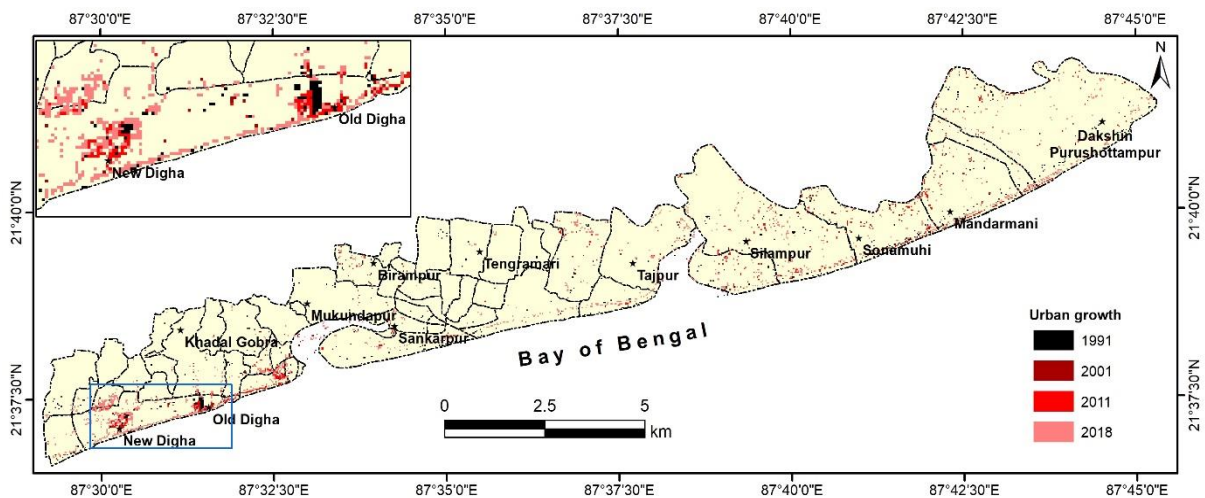 87°30'0"E 87°32'30"E 87°35'0"E 87°37'30"E 87°40'0"E 87°42'30"E 87°45'0"E
N
Old Digha
New Digha
Dakshin
Purushottampur
21°40'0"N
21°40'0"N
Mandarmani
Sonamuhi
Silampur
Tengramari
Birampur
Tajpur
Mukundapur
Khadal Gobra
Sankarpur
Bay of Bengal
Urban growth
1991
2001
2011
2018
21°37'30"N
21°37'30"N
Old Digha
New Digha
0 2.5 5
km
87°30'0"E 87°32'30"E 87°35'0"E 87°37'30"E 87°40'0"E 87°42'30"E 87°45'0"E